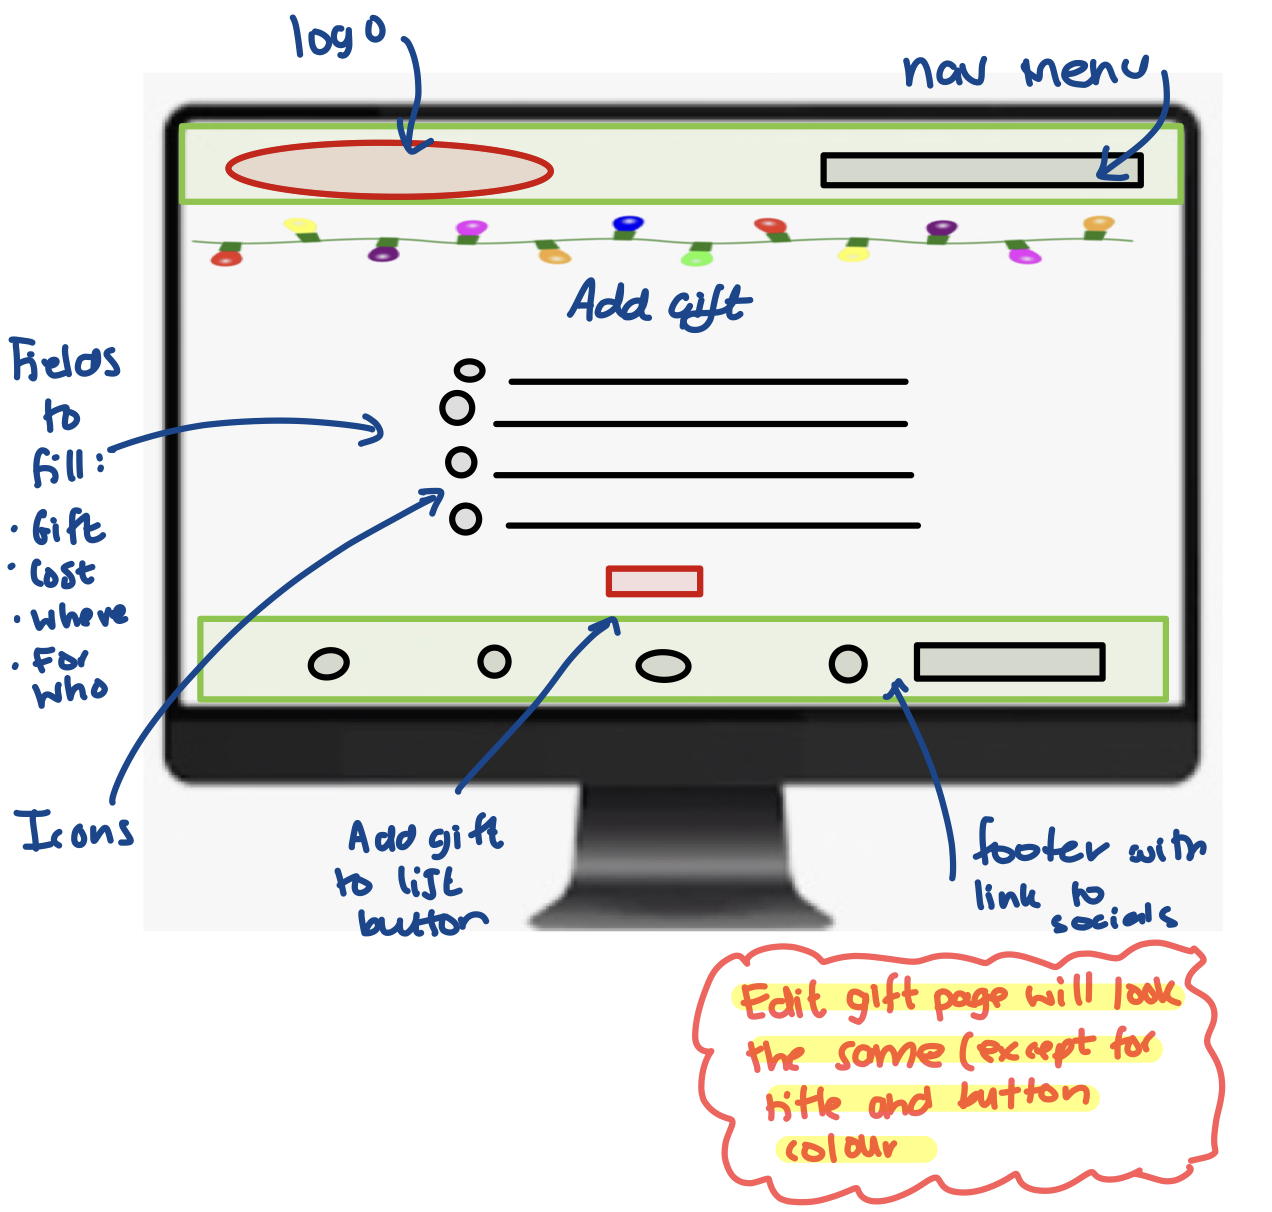 logo
nav menu
Add gift
Fields
to
fill:
· Gift
· Cost
· where
· For
who
Icons
Add gift
to list
button
footer with
link to
socials
Edit gift page will look
the same (except for
title and button
colour